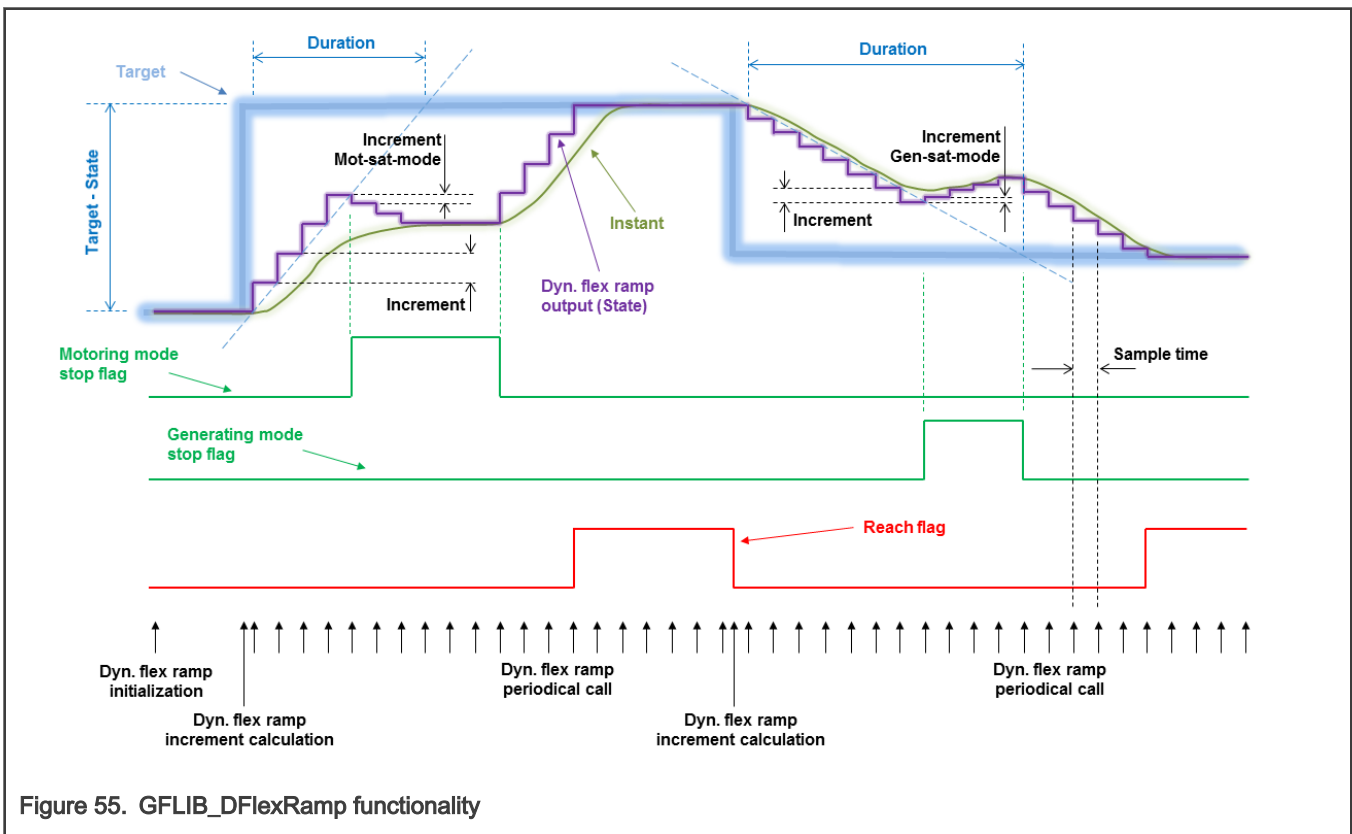 Duration
Duration
Target
Target - State
Increment
Mot-sat-mode
Increment
Gen-sat-mode
Instant
Increment
Dyn. flex ramp
output (State)
Increment
Motoring mode
stop flag
Sample time
Generating mode
stop flag
Reach flag
Dyn. flex ramp
initialization
Dyn. flex ramp
periodical call
Dyn. flex ramp
periodical call
Dyn. flex ramp
increment calculation
Dyn. flex ramp
increment calculation
Figure 55. GFLIB_DFlexRamp functionality